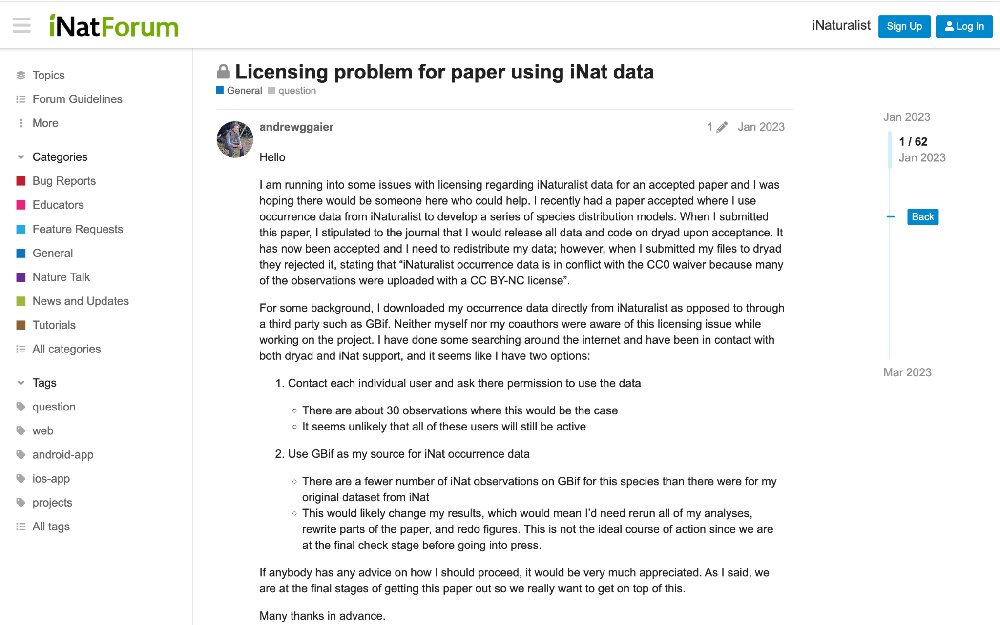 iNatForum
iNaturalist
Sign Up
Log In
Topics
Forum Guidelines
More
Categories
Bug Reports
Educators
Feature Requests
General
Nature Talk
News and Updates
Tutorials
All categories
Tags
question
web
android-app
ios-app
projects
All tags
Licensing problem for paper using iNat data
General question
andrewggaier
1 Jan 2023
Hello
I am running into some issues with licensing regarding iNaturalist data for an accepted paper and I was
hoping there would be someone here who could help. I recently had a paper accepted where I use
occurrence data from iNaturalist to develop a series of species distribution models. When I submitted
this paper, I stipulated to the journal that I would release all data and code on dryad upon acceptance. It
has now been accepted and I need to redistribute my data; however, when I submitted my files to dryad
they rejected it, stating that “iNaturalist occurrence data is in conflict with the CC0 waiver because many
of the observations were uploaded with a CC BY-NC license”.
For some background, I downloaded my occurrence data directly from iNaturalist as opposed to through
a third party such as GBif. Neither myself nor my coauthors were aware of this licensing issue while
working on the project. I have done some searching around the internet and have been in contact with
both dryad and iNat support, and it seems like I have two options:
1. Contact each individual user and ask there permission to use the data
◦ There are about 30 observations where this would be the case
◦ It seems unlikely that all of these users will still be active
2. Use GBif as my source for iNat occurrence data
◦ There are a fewer number of iNat observations on GBif for this species than there were for my
original dataset from iNat
◦ This would likely change my results, which would mean I’d need rerun all of my analyses,
rewrite parts of the paper, and redo figures. This is not the ideal course of action since we are
at the final check stage before going into press.
If anybody has any advice on how I should proceed, it would be very much appreciated. As I said, we
are at the final stages of getting this paper out so we really want to get on top of this.
Many thanks in advance.
Jan 2023
1 / 62
Jan 2023
Back
Mar 2023